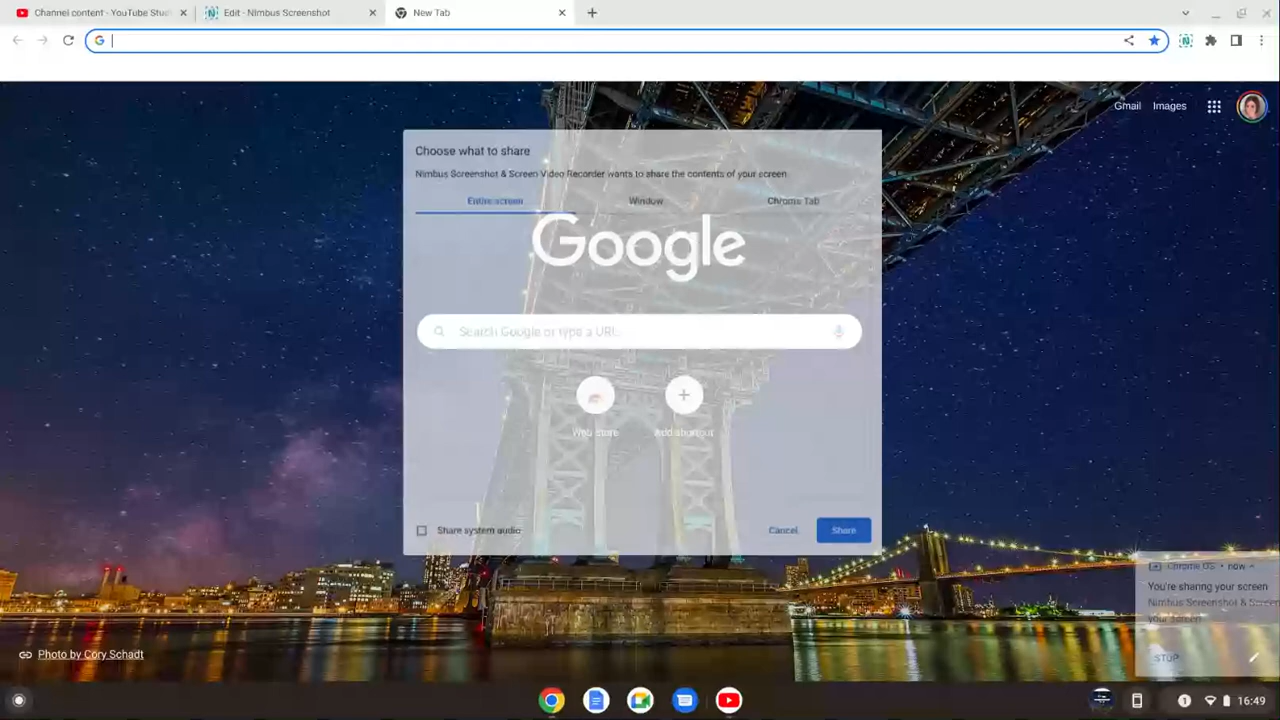 Channel content - YouTube Stud
Edit - Nimbus Screenshot
New Tab
Gmail
Images
Choose what to share
Nimbus Screenshot & Screen Video Recorder wants to share the contents of your screen
Entire screen
Window
Chrome Tab
Google
Search Google or type a URL
Web Store
Add shortcut
Share system audio
Cancel
Share
Chrome OS • now
You're sharing your screen
Nimbus Screenshot & Screen
your screen
STOP
Photo by Cory Schadt
1
16:49